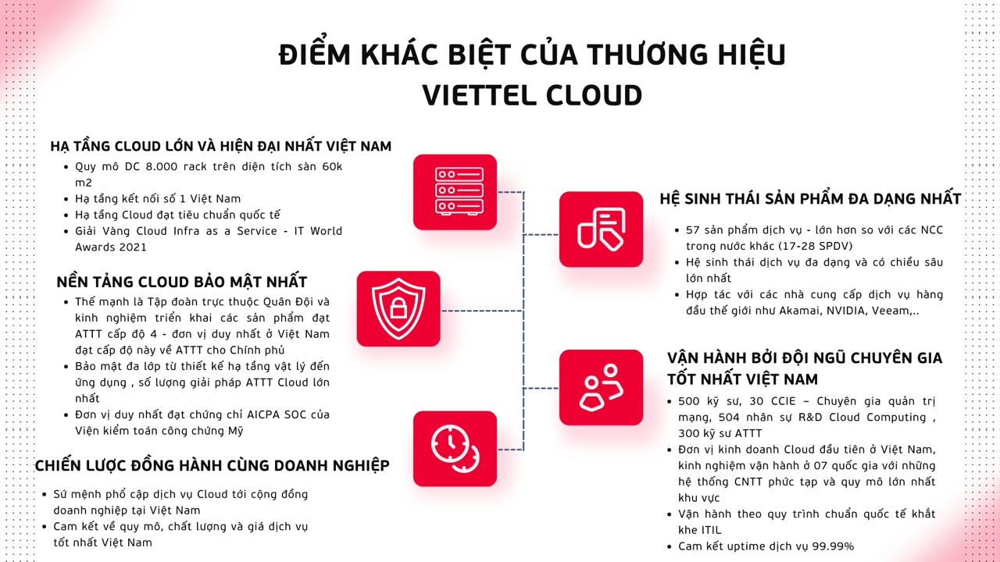 ĐIỂM KHÁC BIỆT CỦA THƯƠNG HIỆU
VIETTEL CLOUD
HẠ TẦNG CLOUD LỚN VÀ HIỆN ĐẠI NHẤT VIỆT NAM
• Quy mô DC 8.000 rack trên diện tích sàn 60k
m2
• Hạ tầng kết nối số 1 Việt Nam
• Hạ tầng Cloud đạt tiêu chuẩn quốc tế
• Giải Vàng Cloud Infra as a Service - IT World
Awards 2021
NỀN TẢNG CLOUD BẢO MẬT NHẤT
• Thế mạnh là Tập đoàn trực thuộc Quân Đội và
kinh nghiệm triển khai các sản phẩm đạt
ATTT cấp độ 4 - đơn vị duy nhất ở Việt Nam
đạt cấp độ này về ATTT cho Chính phủ
• Bảo mật đa lớp từ thiết kế hạ tầng vật lý đến
ứng dụng , số lượng giải pháp ATTT Cloud lớn
nhất
• Đơn vị duy nhất đạt chứng chỉ AICPA SOC của
Viện kiểm toán công chứng Mỹ
CHIẾN LƯỢC ĐỒNG HÀNH CÙNG DOANH NGHIỆP
• Sứ mệnh phổ cập dịch vụ Cloud tới cộng đồng
doanh nghiệp tại Việt Nam
• Cam kết về quy mô, chất lượng và giá dịch vụ
tốt nhất Việt Nam
HỆ SINH THÁI SẢN PHẨM ĐA DẠNG NHẤT
• 57 sản phẩm dịch vụ - lớn hơn so với các NCC
trong nước khác (17-28 SPDV)
• Hệ sinh thái dịch vụ đa dạng và có chiều sâu
lớn nhất
• Hợp tác với các nhà cung cấp dịch vụ hàng
đầu thế giới như Akamai, NVIDIA, Veeam,..
VẬN HÀNH BỞI ĐỘI NGŨ CHUYÊN GIA
TỐT NHẤT VIỆT NAM
• 500 kỹ sư, 30 CCIE – Chuyên gia quản trị
mạng, 504 nhân sự R&D Cloud Computing ,
300 kỹ sư ATTT
• Đơn vị kinh doanh Cloud đầu tiên ở Việt Nam,
kinh nghiệm vận hành ở 07 quốc gia với những
hệ thống CNTT phức tạp và quy mô lớn nhất
khu vực
• Vận hành theo quy trình chuẩn quốc tế khắt
khe ITIL
• Cam kết uptime dịch vụ 99.99%